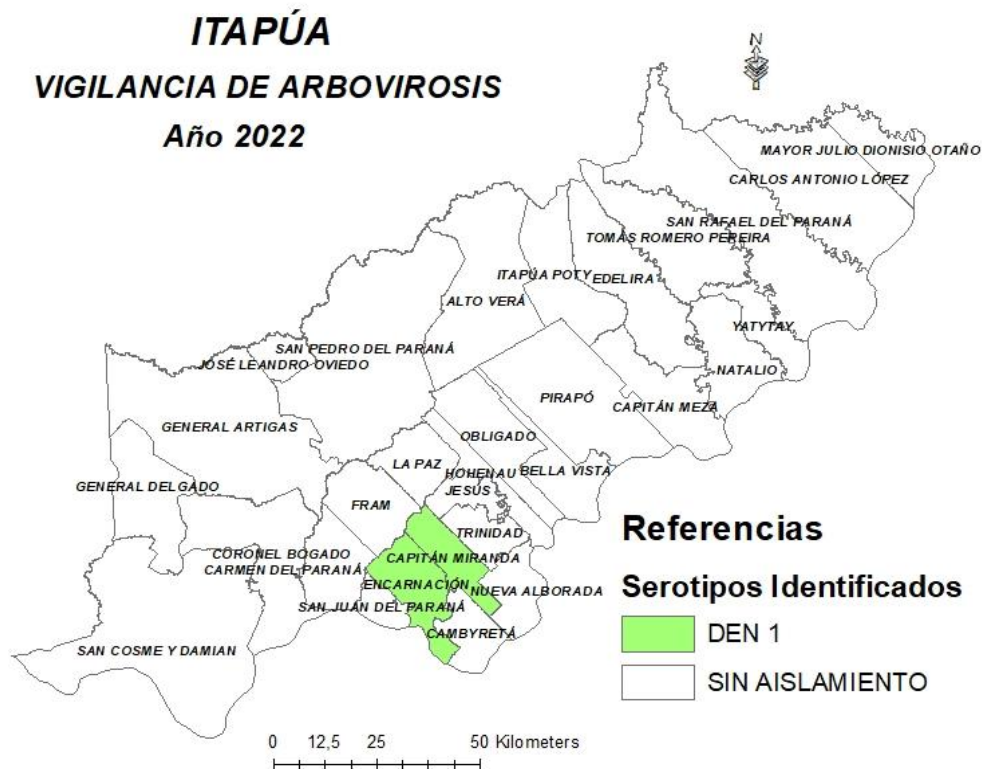 ITAPÚA
VIGILANCIA DE ARBOVIROSIS
Año 2022
N
MAYOR JULIO DIONISIO OTAÑO
CARLOS ANTONIO LÓPEZ
SAN RAFAEL DEL PARANÁ
TOMÁS ROMERO PEREIRA
ITAPÚA POTY
EDELIRA
ALTO VERÁ
YATYTAY
SAN PEDRO DEL PARANÁ
JOSÉ LEANDRO OVIEDO
NATALIO
PIRAPÓ
CAPITÁN MEZA
GENERAL ARTIGAS
OBLIGADO
LA PAZ
HOHENAU
BELLA VISTA
GENERAL DELGADO
JESÚS
FRAM
TRINIDAD
CORONEL BOGADO
CAPITÁN MIRANDA
CARMEN DEL PARANÁ
ENCARNACIÓN
NUEVA ALBORADA
SAN JUAN DEL PARANÁ
CAMBYRETÁ
SAN COSME Y DAMIAN
Referencias
Serotipos Identificados
DEN 1
SIN AISLAMIENTO
0 12,5 25 50 Kilometers